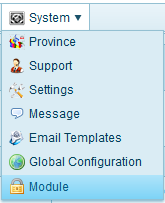 System
Province
Support
Settings
Message
Email Templates
Global Configuration
Module